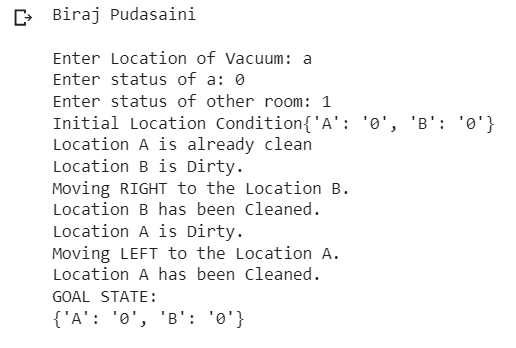 Biraj Pudasaini
Enter Location of Vacuum: a
Enter status of a: 0
Enter status of other room: 1
Initial Location Condition{'A': '0', 'B': '0'}
Location A is already clean
Location B is Dirty.
Moving RIGHT to the Location B.
Location B has been Cleaned.
Location A is Dirty.
Moving LEFT to the Location A.
Location A has been Cleaned.
GOAL STATE:
{'A': '0', 'B': '0'}